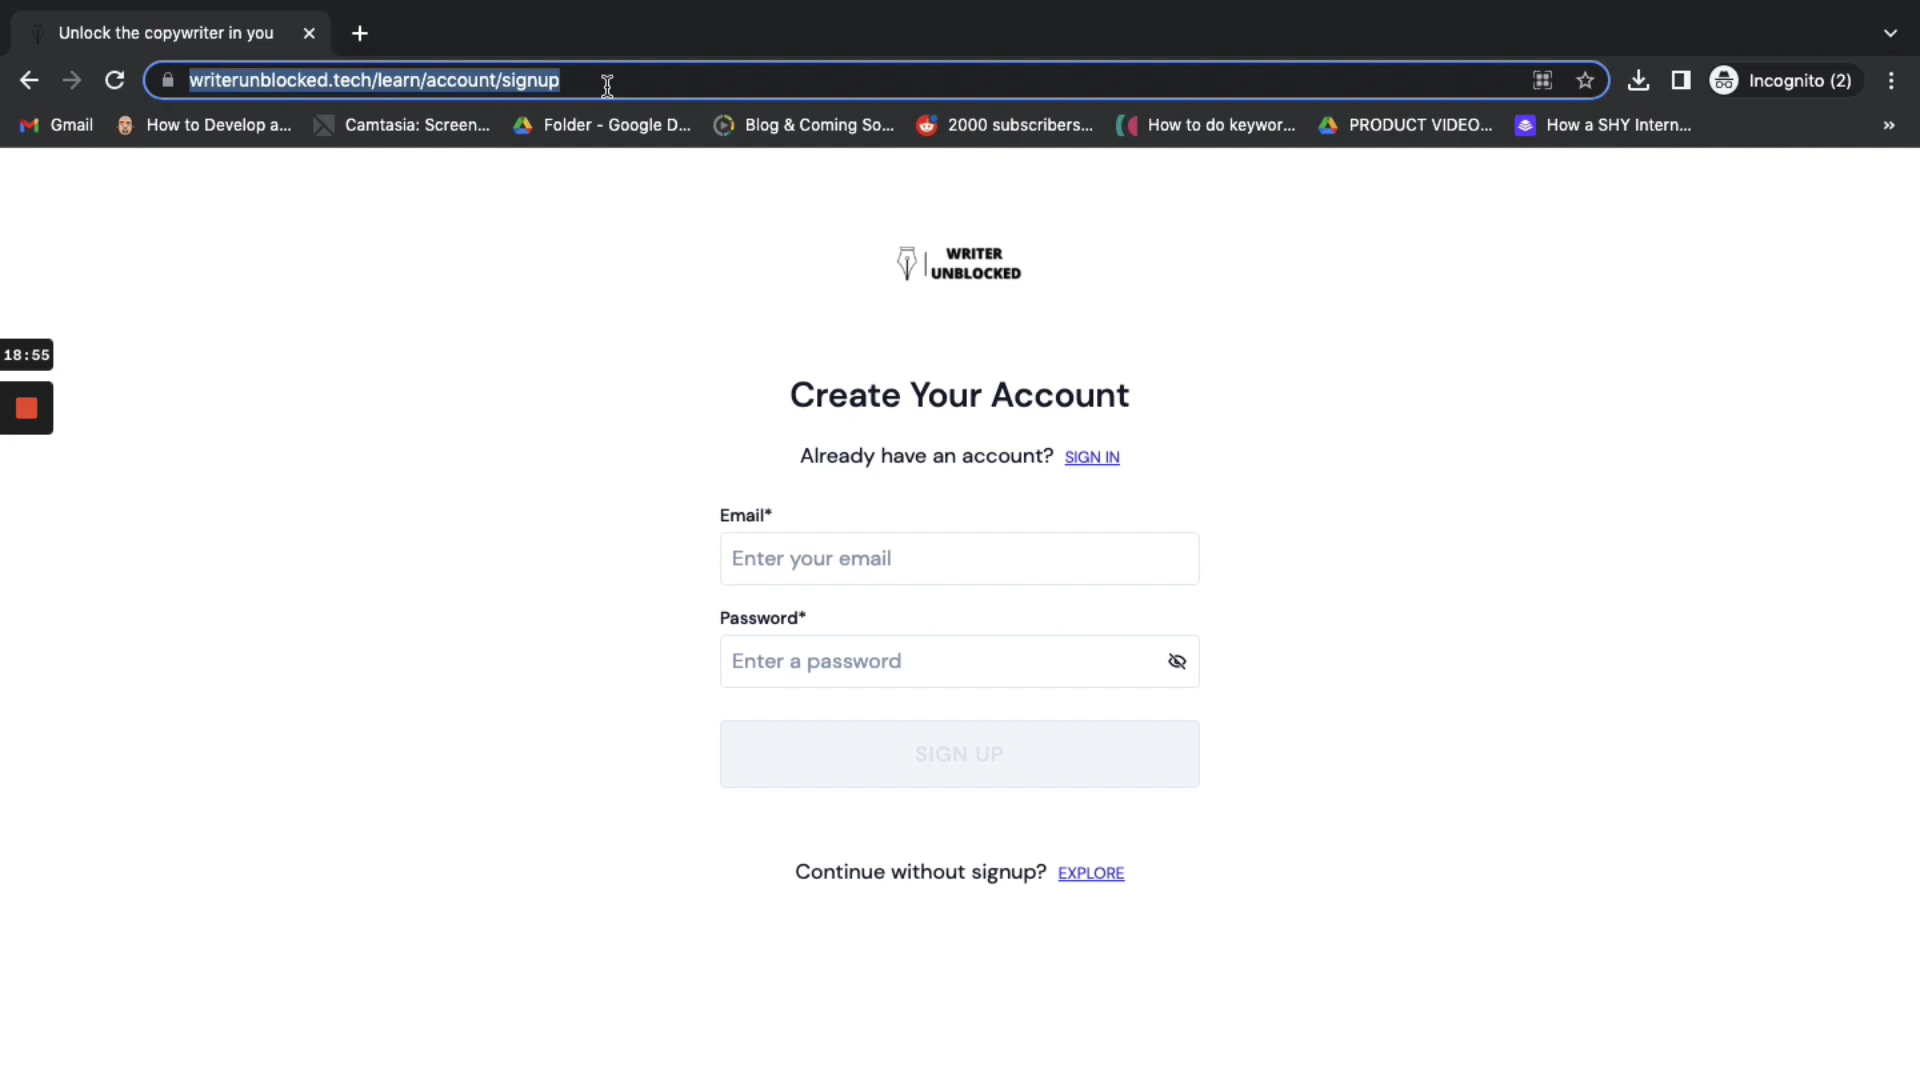 Unlock the copywriter in you
writerunblocked.tech/learn/account/signup
Incognito (2)
Gmail
How to Develop a...
Camtasia: Screen...
Folder - Google D...
Blog & Coming So...
2000 subscribers...
How to do keywor...
PRODUCT VIDEO...
How a SHY Intern...
»
WRITER
UNBLOCKED
18:55
Create Your Account
Already have an account? SIGN IN
Email*
Enter your email
Password*
Enter a password
SIGN UP
Continue without signup? EXPLORE